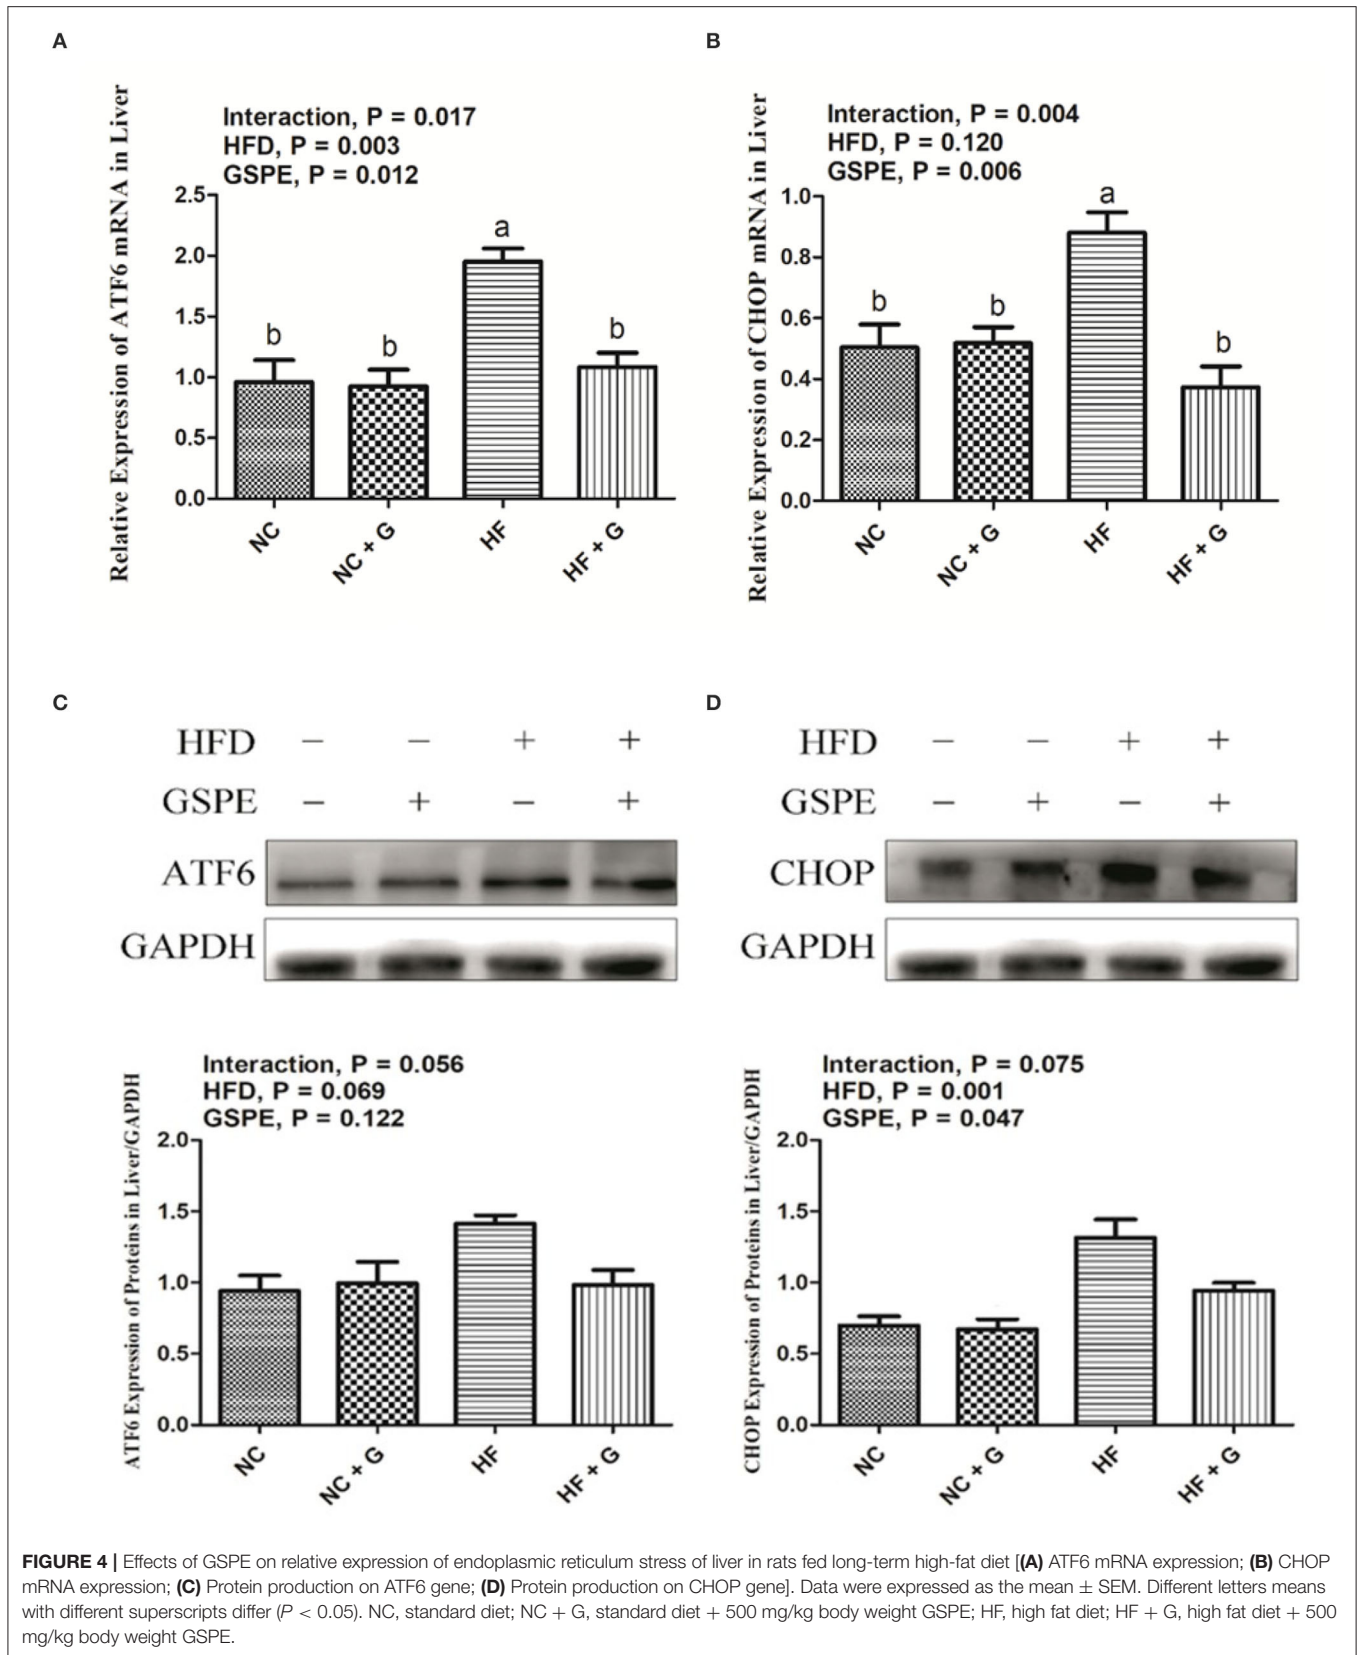 A
Interaction, P = 0.017
HFD, P = 0.003
GSPE, P = 0.012
Relative Expression of ATF6 mRNA in Liver
2.5
2.0
1.5
1.0
0.5
0.0
b
b
a
b
NC
NC + G
HF
HF + G
B
Interaction, P = 0.004
HFD, P = 0.120
GSPE, P = 0.006
Relative Expression of CHOP mRNA in Liver
1.0
0.8
0.6
0.4
0.2
0.0
b
b
a
b
NC
NC + G
HF
HF + G
C
HFD − − + +
GSPE − + − +
ATF6
GAPDH
Interaction, P = 0.056
HFD, P = 0.069
GSPE, P = 0.122
ATF6 Expression of Proteins in Liver/GAPDH
2.0
1.5
1.0
0.5
0.0
NC
NC + G
HF
HF + G
D
HFD − − + +
GSPE − + − +
CHOP
GAPDH
Interaction, P = 0.075
HFD, P = 0.001
GSPE, P = 0.047
CHOP Expression of Proteins in Liver/GAPDH
2.0
1.5
1.0
0.5
0.0
NC
NC + G
HF
HF + G
FIGURE 4 | Effects of GSPE on relative expression of endoplasmic reticulum stress of liver in rats fed long-term high-fat diet [(A) ATF6 mRNA expression; (B) CHOP
mRNA expression; (C) Protein production on ATF6 gene; (D) Protein production on CHOP gene]. Data were expressed as the mean ± SEM. Different letters means
with different superscripts differ (P < 0.05). NC, standard diet; NC + G, standard diet + 500 mg/kg body weight GSPE; HF, high fat diet; HF + G, high fat diet + 500
mg/kg body weight GSPE.